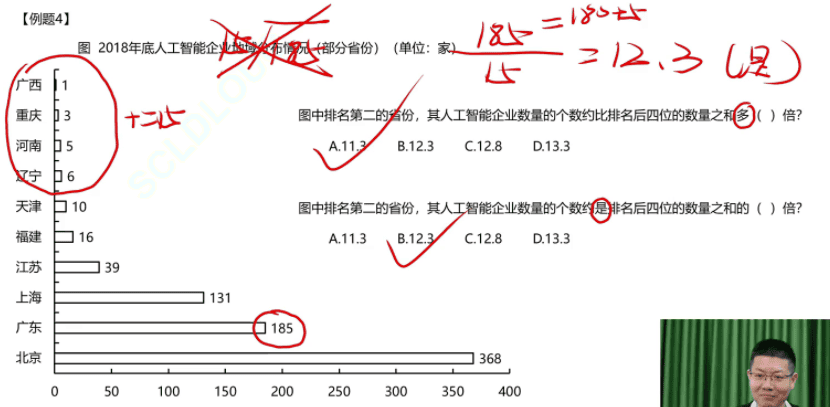 【例题4】
图 2018年底人工智能企业地域分布情况（部分省份）（单位：家）
15/185
185/15 = 12.3（是）
=180+5
广西 1
重庆 3
河南 5
辽宁 6
+=15
天津 10
福建 16
江苏 39
上海 131
广东 185
北京 368
0 50 100 150 200 250 300 350 400
图中排名第二的省份，其人工智能企业数量的个数约比排名后四位的数量之和多（ ）倍？
A.11.3 B.12.3 C.12.8 D.13.3
图中排名第二的省份，其人工智能企业数量的个数约是排名后四位的数量之和的（ ）倍？
A.11.3 B.12.3 C.12.8 D.13.3